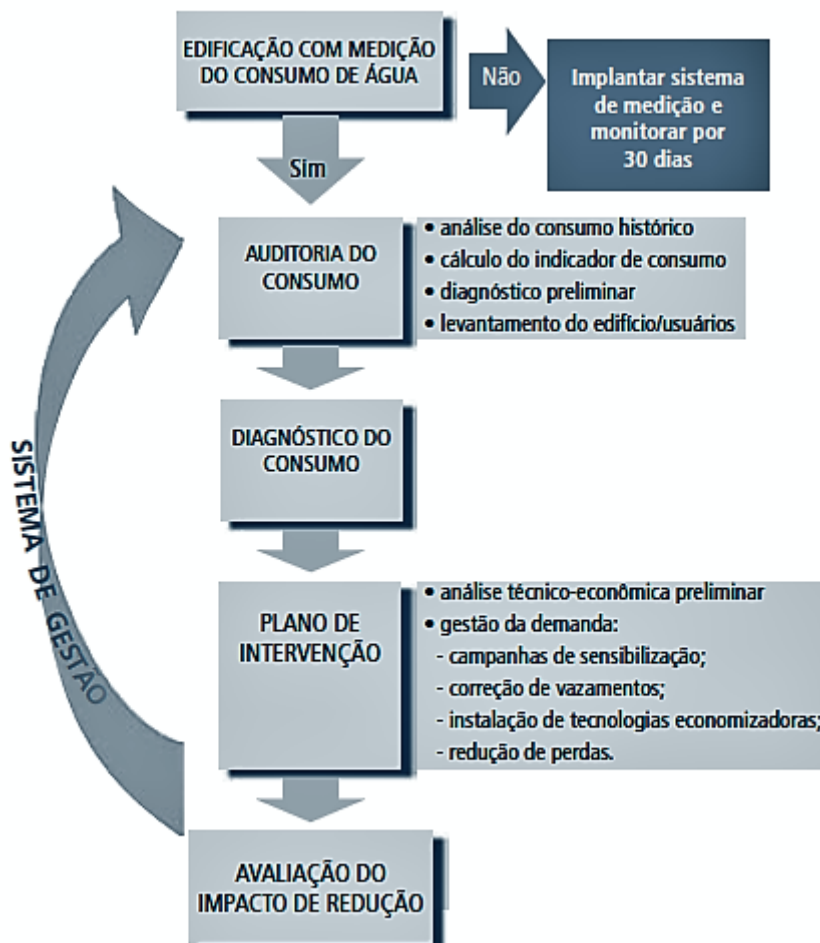 EDIFICAÇÃO COM MEDIÇÃO
DO CONSUMO DE ÁGUA
Não
Implantar sistema
de medição e
monitorar por
30 dias
Sim
AUDITORIA DO
CONSUMO
• análise do consumo histórico
• cálculo do indicador de consumo
• diagnóstico preliminar
• levantamento do edifício/usuários
DIAGNÓSTICO DO
CONSUMO
SISTEMA DE GESTÃO
PLANO DE
INTERVENÇÃO
• análise técnico-econômica preliminar
• gestão da demanda:
- campanhas de sensibilização;
- correção de vazamentos;
- instalação de tecnologias economizadoras;
- redução de perdas.
AVALIAÇÃO DO
IMPACTO DE REDUÇÃO